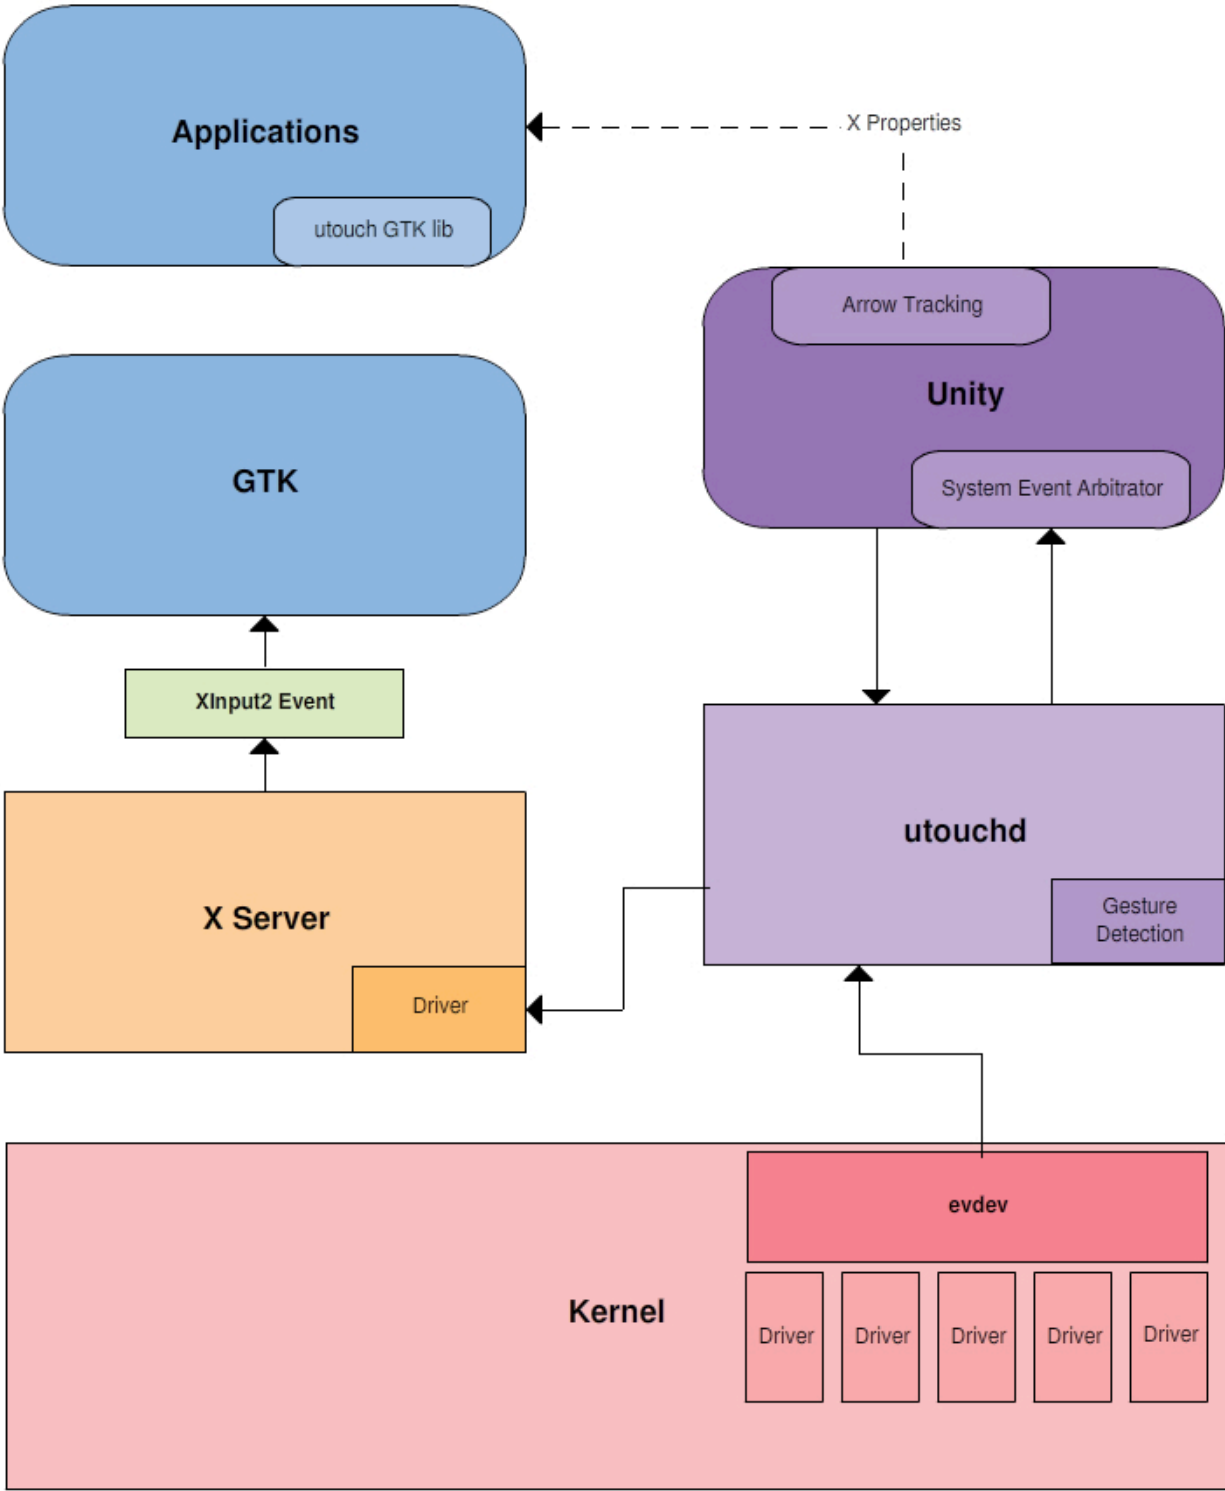 Applications
utouch GTK lib
X Properties
Arrow Tracking
Unity
System Event Arbitrator
GTK
XInput2 Event
X Server
Driver
utouchd
Gesture
Detection
evdev
Kernel
Driver
Driver
Driver
Driver
Driver